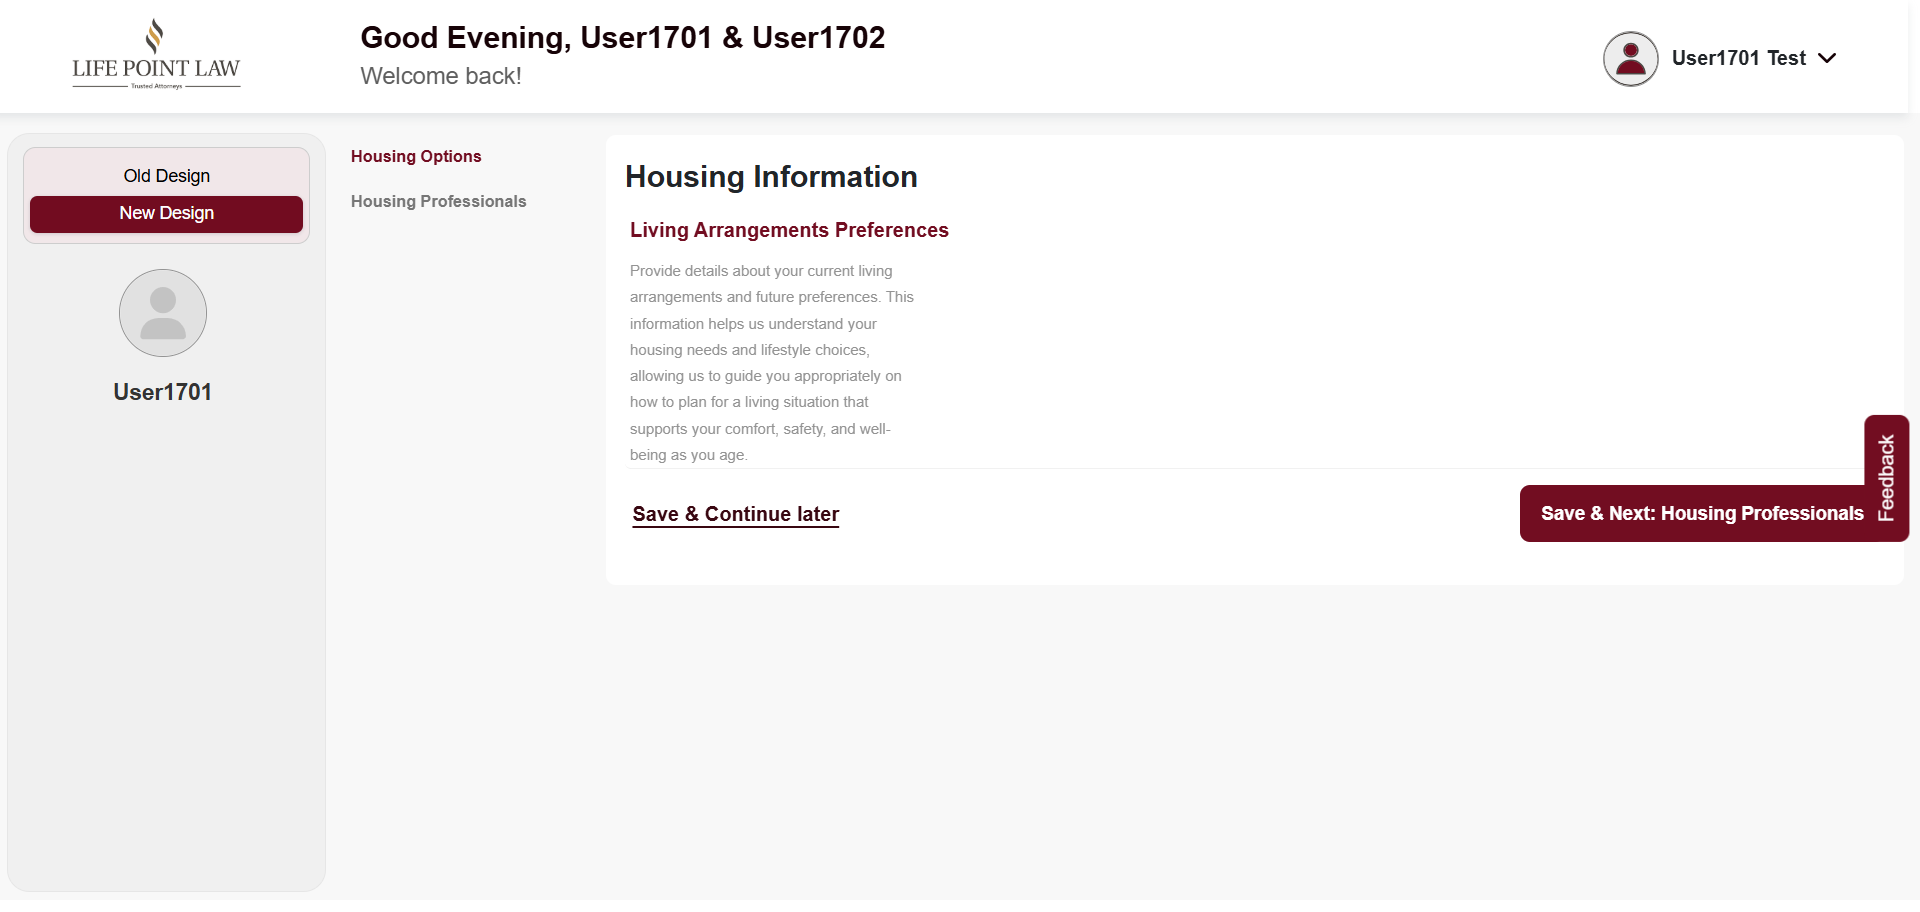 LIFE POINT LAW
Trusted Attorneys
Good Evening, User1701 & User1702
Welcome back!
User1701 Test
Old Design
New Design
User1701
Housing Options
Housing Professionals
Housing Information
Living Arrangements Preferences
Provide details about your current living
arrangements and future preferences. This
information helps us understand your
housing needs and lifestyle choices,
allowing us to guide you appropriately on
how to plan for a living situation that
supports your comfort, safety, and well-
being as you age.
Save & Continue later
Save & Next: Housing Professionals
Feedback